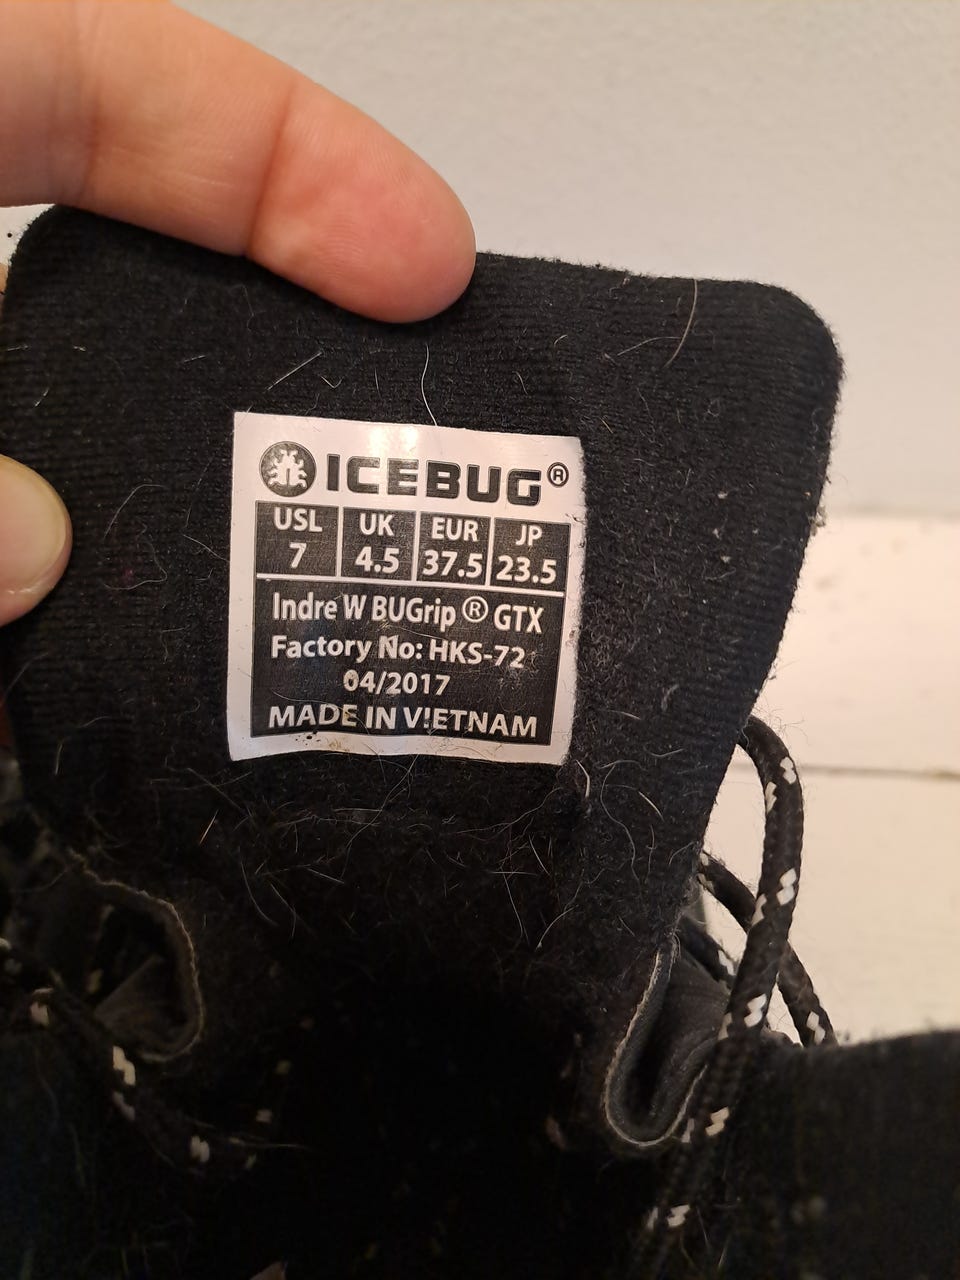 ICEBUG®
USL UK EUR JP
7 4.5 37.5 23.5
Indre W BUGrip® GTX
Factory No: HKS-72
04/2017
MADE IN VIETNAM